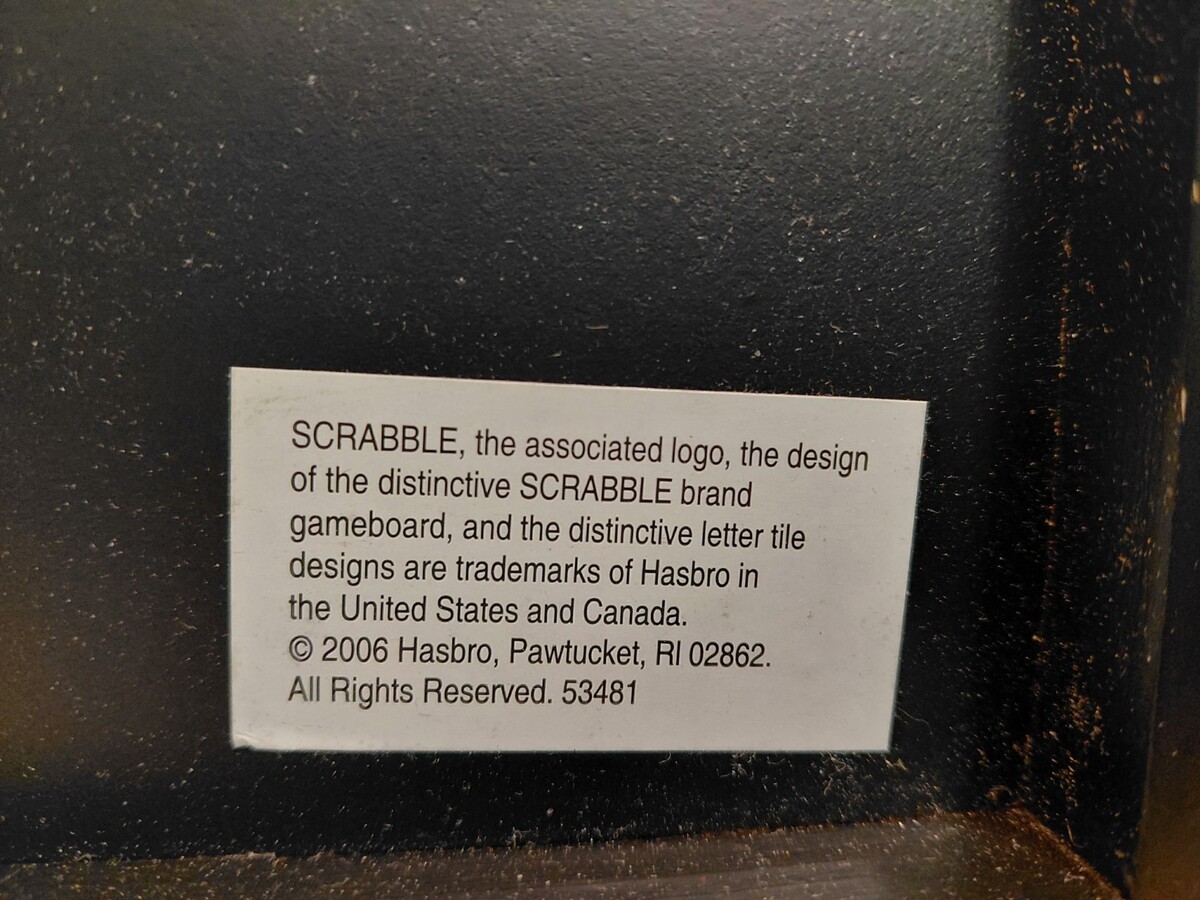 SCRABBLE, the associated logo, the design
of the distinctive SCRABBLE brand
gameboard, and the distinctive letter tile
designs are trademarks of Hasbro in
the United States and Canada.
© 2006 Hasbro, Pawtucket, RI 02862.
All Rights Reserved. 53481